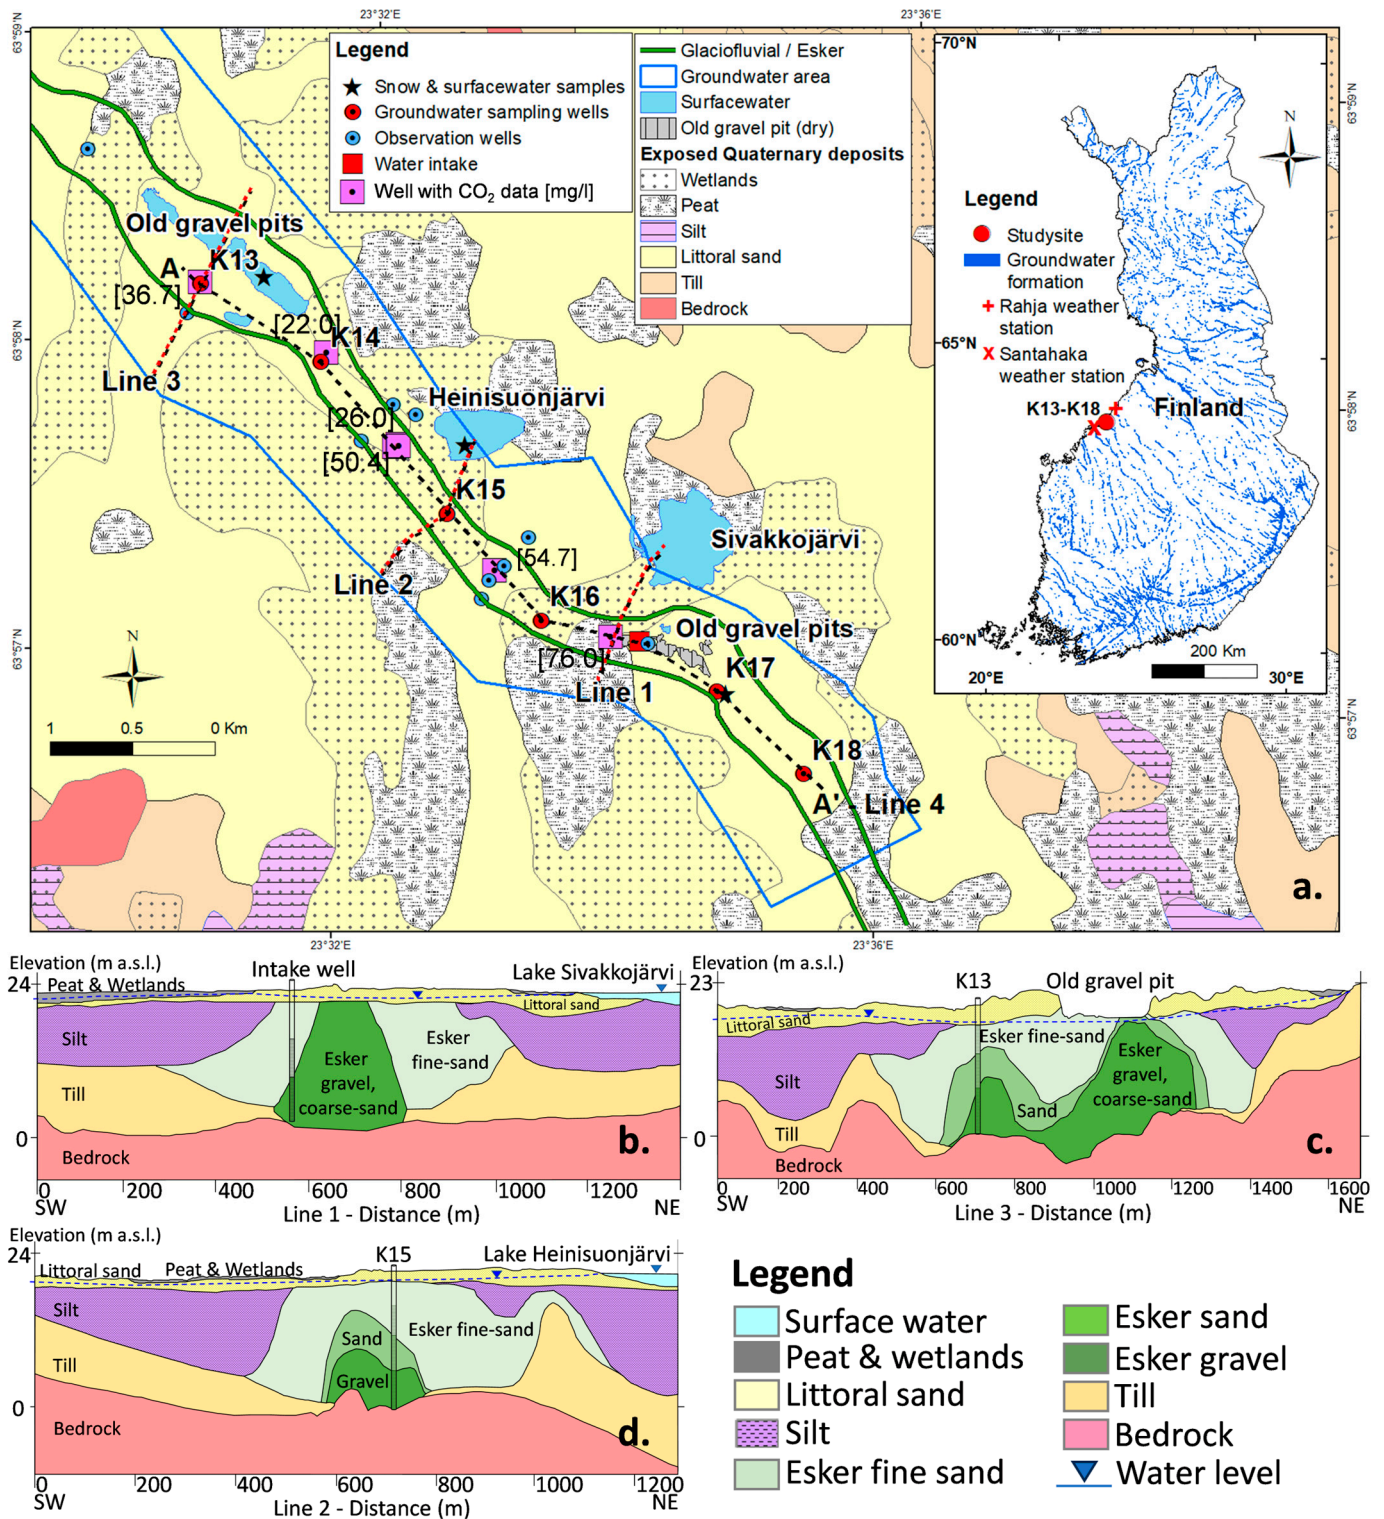 23°32'E
23°36'E
63°59'N
63°58'N
63°57'N
63°59'N
63°58'N
63°57'N
Legend
Snow & surfacewater samples
Groundwater sampling wells
Observation wells
Water intake
Well with CO₂ data [mg/l]
Glaciofluvial / Esker
Groundwater area
Surfacewater
Old gravel pit (dry)
Exposed Quaternary deposits
Wetlands
Peat
Silt
Littoral sand
Till
Bedrock
70°N
N
Legend
Studysite
Groundwater
formation
Rahja weather
station
65°N
Santahaka
weather station
K13-K18
Finland
60°N
200 Km
20°E
30°E
Old gravel pits
A
K13
[36.7]
[22.0]
K14
Line 3
Heinisuonjärvi
[26.0]
[50.4]
K15
Sivakkojärvi
[54.7]
Line 2
K16
Old gravel pits
[76.0]
K17
Line 1
N
1
0.5
0 Km
K18
A' - Line 4
a.
23°32'E
23°36'E
Elevation (m a.s.l.)
Intake well
Lake Sivakkojärvi
24
Peat & Wetlands
Littoral sand
Silt
Esker
fine-sand
Esker
gravel,
coarse-sand
Till
0
Bedrock
b.
0
200
400
600
800
1000
1200
SW
NE
Line 1 - Distance (m)
Elevation (m a.s.l.)
K13
Old gravel pit
23
Littoral sand
Esker fine-sand
Esker
gravel,
coarse-sand
Silt
Sand
Till
0
Bedrock
c.
200
400
600
800
1000
1200
1400
1600
SW
NE
Line 3 - Distance (m)
Elevation (m a.s.l.)
K15
Lake Heinisuonjärvi
24
Littoral sand
Peat & Wetlands
Silt
Sand
Esker fine-sand
Till
Gravel
0
Bedrock
d.
0
200
400
600
800
1000
1200
SW
NE
Line 2 - Distance (m)
Legend
Surface water
Peat & wetlands
Littoral sand
Silt
Esker fine sand
Esker sand
Esker gravel
Till
Bedrock
Water level